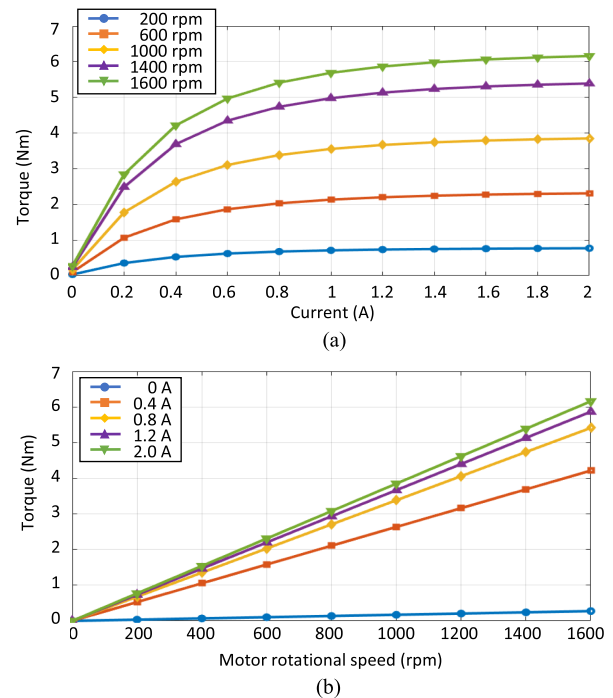 7
6
5
4
3
2
1
0
Torque (Nm)
200 rpm
600 rpm
1000 rpm
1400 rpm
1600 rpm
0 0.2 0.4 0.6 0.8 1 1.2 1.4 1.6 1.8 2
Current (A)
(a)
7
6
5
4
3
2
1
0
Torque (Nm)
0 A
0.4 A
0.8 A
1.2 A
2.0 A
0 200 400 600 800 1000 1200 1400 1600
Motor rotational speed (rpm)
(b)